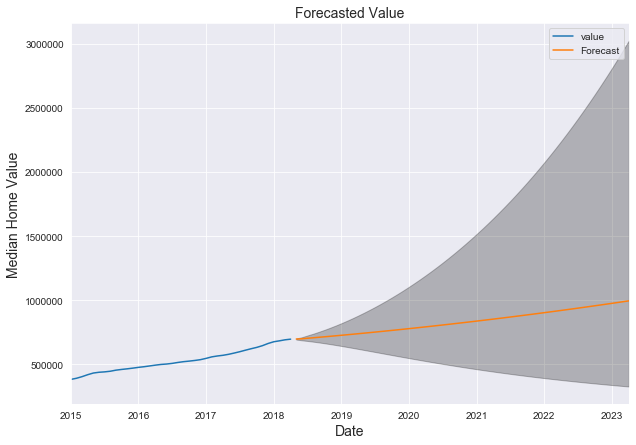 Forecasted Value
value
Forecast
3000000
2500000
2000000
1500000
1000000
500000
Median Home Value
2015 2016 2017 2018 2019 2020 2021 2022 2023
Date